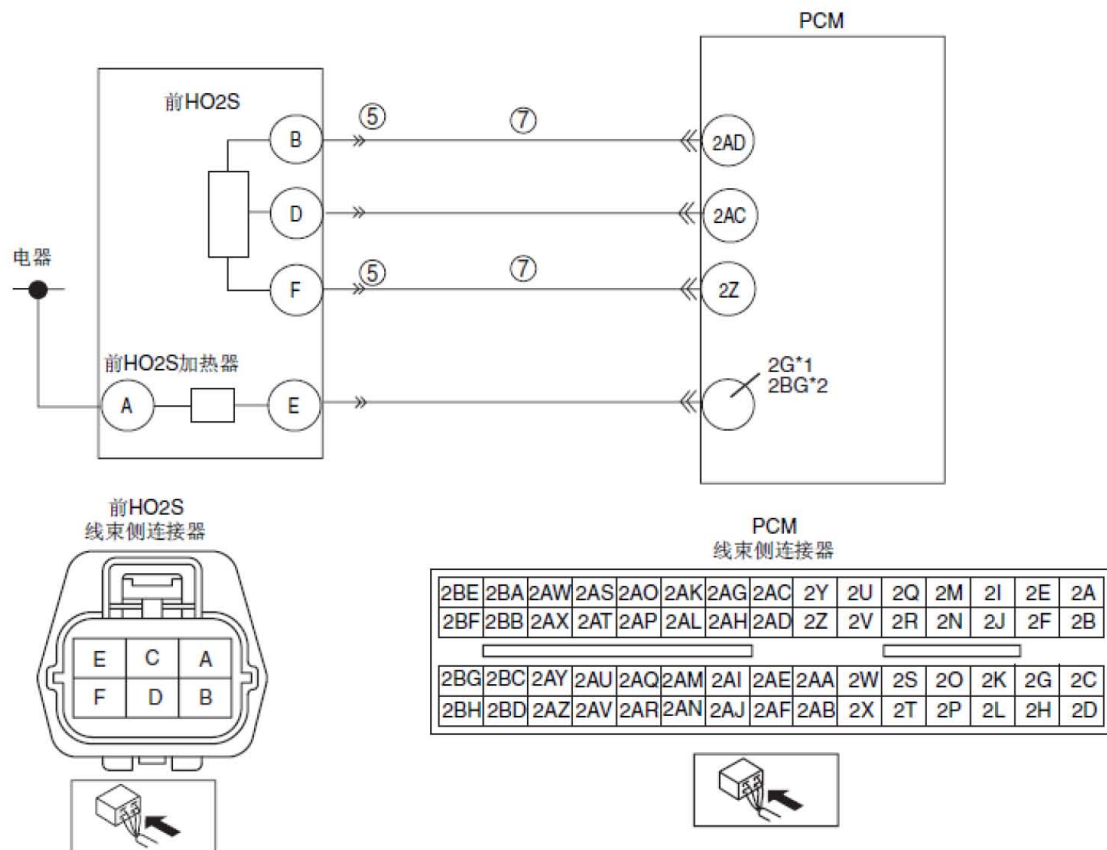 PCM
前HO2S
B ⑤ ⑦ 2AD
D 2AC
电器
F ⑤ ⑦ 2Z
前HO2S加热器
2G*1
2BG*2
A E
前HO2S
线束侧连接器
E C A
F D B
PCM
线束侧连接器
2BE 2BA 2AW 2AS 2AO 2AK 2AG 2AC 2Y 2U 2Q 2M 2I 2E 2A
2BF 2BB 2AX 2AT 2AP 2AL 2AH 2AD 2Z 2V 2R 2N 2J 2F 2B
2BG 2BC 2AY 2AU 2AQ 2AM 2AI 2AE 2AA 2W 2S 2O 2K 2G 2C
2BH 2BD 2AZ 2AV 2AR 2AN 2AJ 2AF 2AB 2X 2T 2P 2L 2H 2D